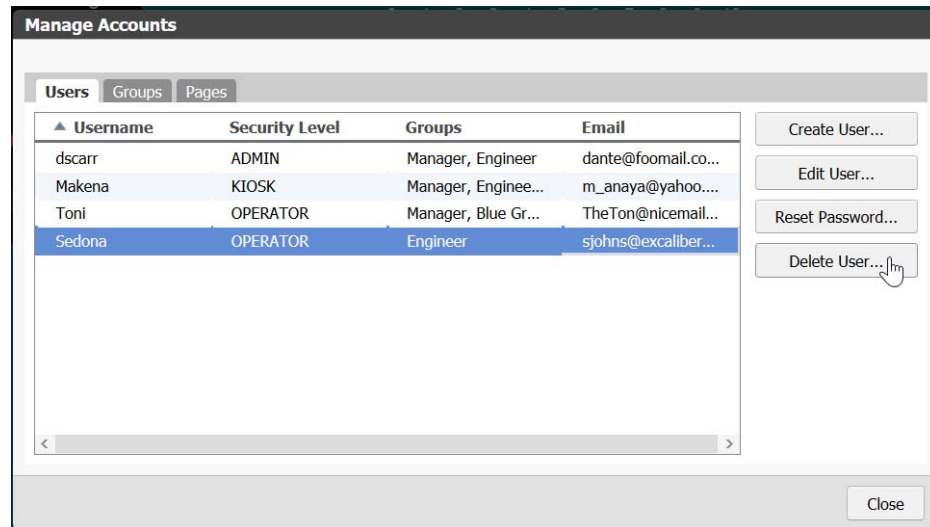 Manage Accounts
Users Groups Pages
Username Security Level Groups Email
dscarr ADMIN Manager, Engineer dante@foomail.co...
Makena KIOSK Manager, Enginee... m_anaya@yahoo....
Toni OPERATOR Manager, Blue Gr... TheTon@nicemail...
Sedona OPERATOR Engineer sjohns@excaliber...
Create User...
Edit User...
Reset Password...
Delete User...
Close